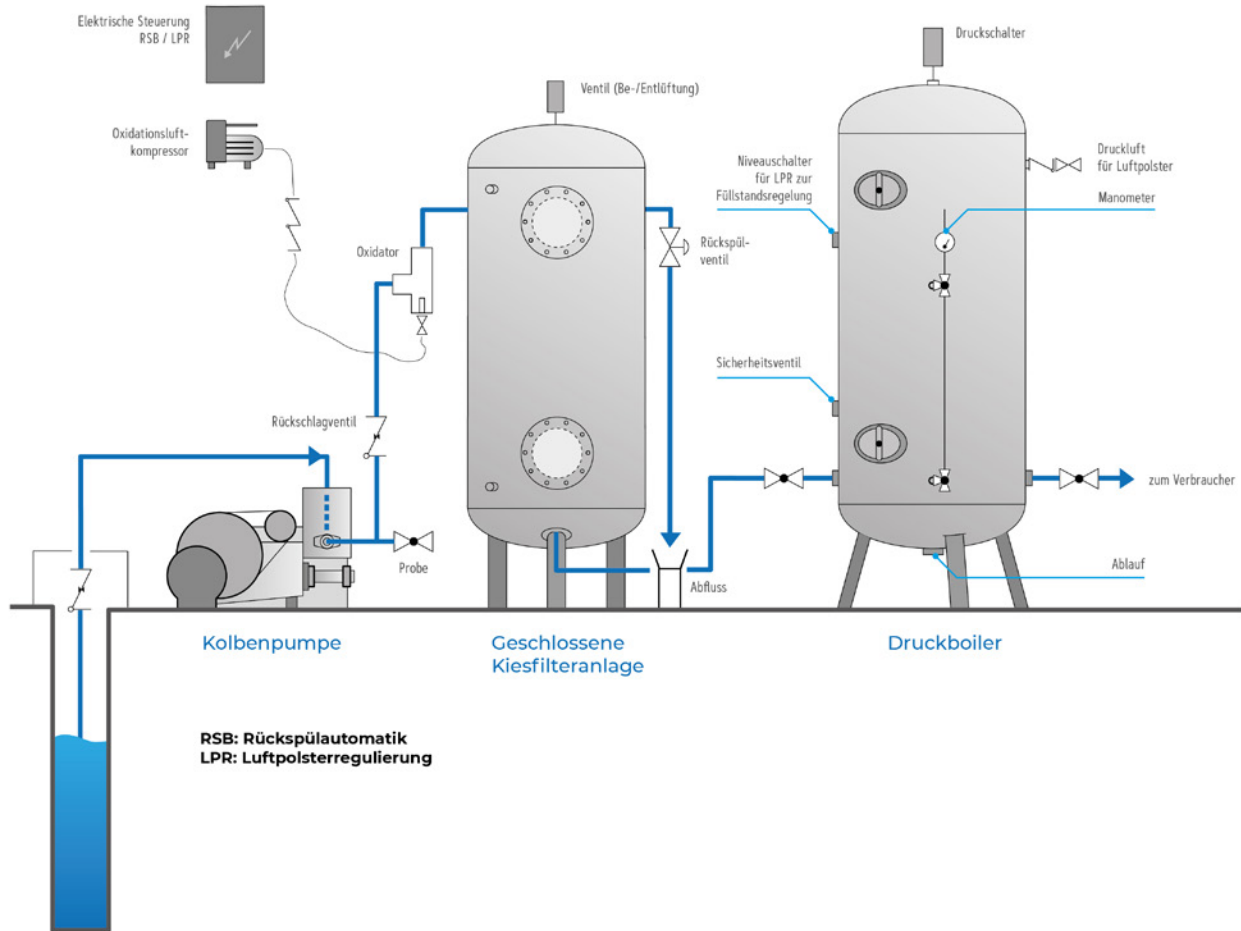 Elektrische Steuerung
RSB / LPR
Oxidationsluft-
kompressor
Ventil (Be-/Entlüftung)
Druckschalter
Niveauschalter
für LPR zur
Füllstandsregelung
Druckluft
für Luftpolster
Manometer
Oxidator
Rückspül-
ventil
Sicherheitsventil
Rückschlagventil
zum Verbraucher
Probe
Abfluss
Ablauf
Kolbenpumpe
Geschlossene
Kiesfilteranlage
Druckboiler
RSB: Rückspülautomatik
LPR: Luftpolsterregulierung